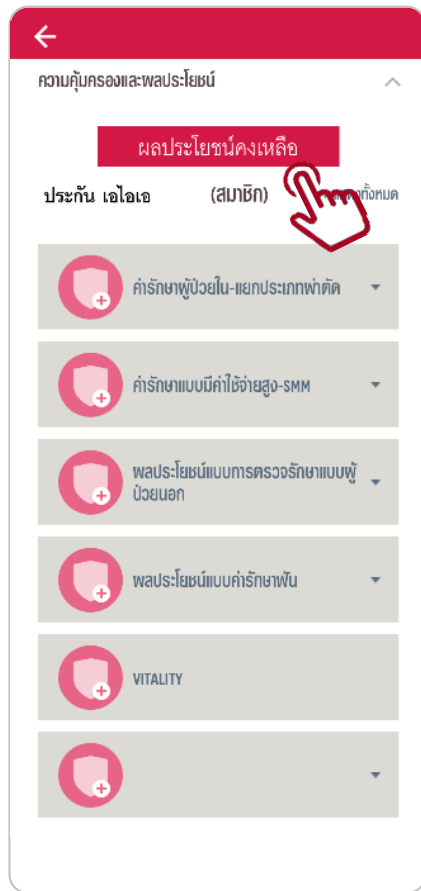 ความคุ้มครองและผลประโยชน์
ผลประโยชน์คงเหลือ
ประกัน เอไอเอ (สมาชิก) ทั้งหมด
ค่ารักษาผู้ป่วยใน-แยกประเภทผ่าตัด
ค่ารักษาแบบมีค่าใช้จ่ายสูง-SMM
ผลประโยชน์แบบการตรวจรักษาแบบผู้
ป่วยนอก
ผลประโยชน์แบบค่ารักษาฟัน
VITALITY